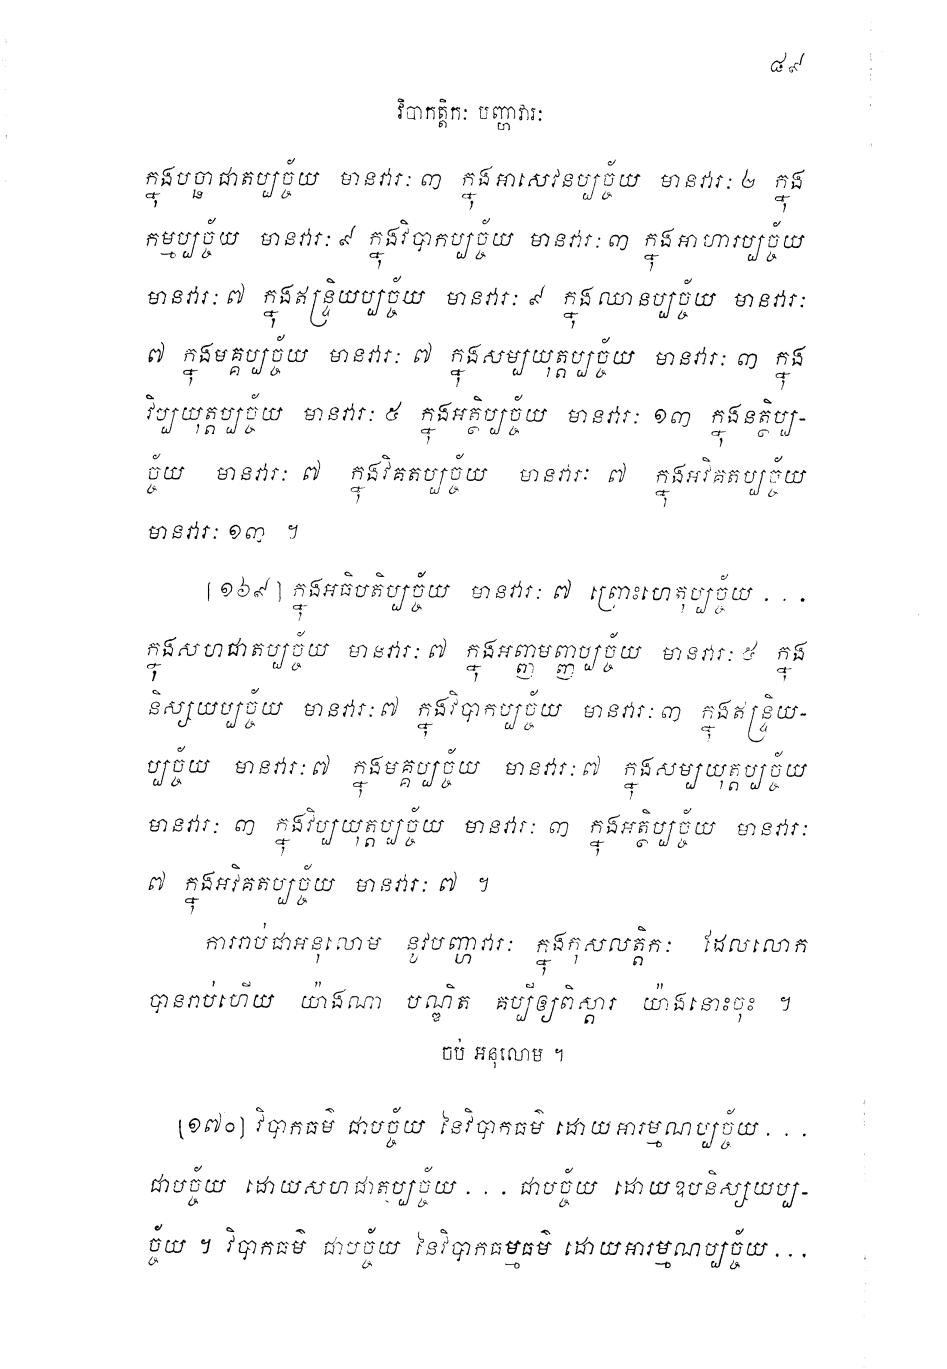 ៨៩
វិបាកត្តិកៈ បញ្ហាវារៈ
ក្នុងបច្ឆាជាតប្បច្ច័យ មានវារៈ ៣ ក្នុងអាសេវនប្បច្ច័យ មានវារៈ ២ ក្នុង
កម្មប្បច្ច័យ មានវារៈ ៩ ក្នុងវិបាកប្បច្ច័យ មានវារៈ ៣ ក្នុងអាហារប្បច្ច័យ
មានវារៈ ៧ ក្នុងឥន្ទ្រិយប្បច្ច័យ មានវារៈ ៩ ក្នុងឈានប្បច្ច័យ មានវារៈ
៧ ក្នុងមគ្គប្បច្ច័យ មានវារៈ ៧ ក្នុងសម្បយុត្តប្បច្ច័យ មានវារៈ ៣ ក្នុង
វិប្បយុត្តប្បច្ច័យ មានវារៈ ៥ ក្នុងអត្ថិប្បច្ច័យ មានវារៈ ១៣ ក្នុងនត្ថិប្ប-
ច្ច័យ មានវារៈ ៧ ក្នុងវិគតប្បច្ច័យ មានវារៈ ៧ ក្នុងអវិគតប្បច្ច័យ
មានវារៈ ១៣ ។
[១៦៩] ក្នុងអធិបតិប្បច្ច័យ មានវារៈ ៧ ព្រោះហេតុប្បច្ច័យ . . .
ក្នុងសហជាតប្បច្ច័យ មានវារៈ ៧ ក្នុងអញ្ញមញ្ញប្បច្ច័យ មានវារៈ ៥ ក្នុង
និស្សយប្បច្ច័យ មានវារៈ ៧ ក្នុងវិបាកប្បច្ច័យ មានវារៈ ៣ ក្នុងឥន្ទ្រិយ-
ប្បច្ច័យ មានវារៈ ៧ ក្នុងមគ្គប្បច្ច័យ មានវារៈ ៧ ក្នុងសម្បយុត្តប្បច្ច័យ
មានវារៈ ៣ ក្នុងវិប្បយុត្តប្បច្ច័យ មានវារៈ ៣ ក្នុងអត្ថិប្បច្ច័យ មានវារៈ
៧ ក្នុងអវិគតប្បច្ច័យ មានវារៈ ៧ ។
ការរាប់ជាអនុលោម នូវបញ្ហាវារៈ ក្នុងកុសលត្តិកៈ ដែលលោក
បានរាប់ហើយ យ៉ាងណា បណ្ឌិត គប្បីឲ្យពិស្តារ យ៉ាងនោះចុះ ។
ចប់ អនុលោម ។
[១៧០] វិបាកធម៌ ជាបច្ច័យ នៃវិបាកធម៌ ដោយអារម្មណប្បច្ច័យ . . .
ជាបច្ច័យ ដោយសហជាតប្បច្ច័យ . . . ជាបច្ច័យ ដោយឧបនិស្សយប្ប-
ច្ច័យ ។ វិបាកធម៌ ជាបច្ច័យ នៃវិបាកធម្មធម៌ ដោយអារម្មណប្បច្ច័យ . . .